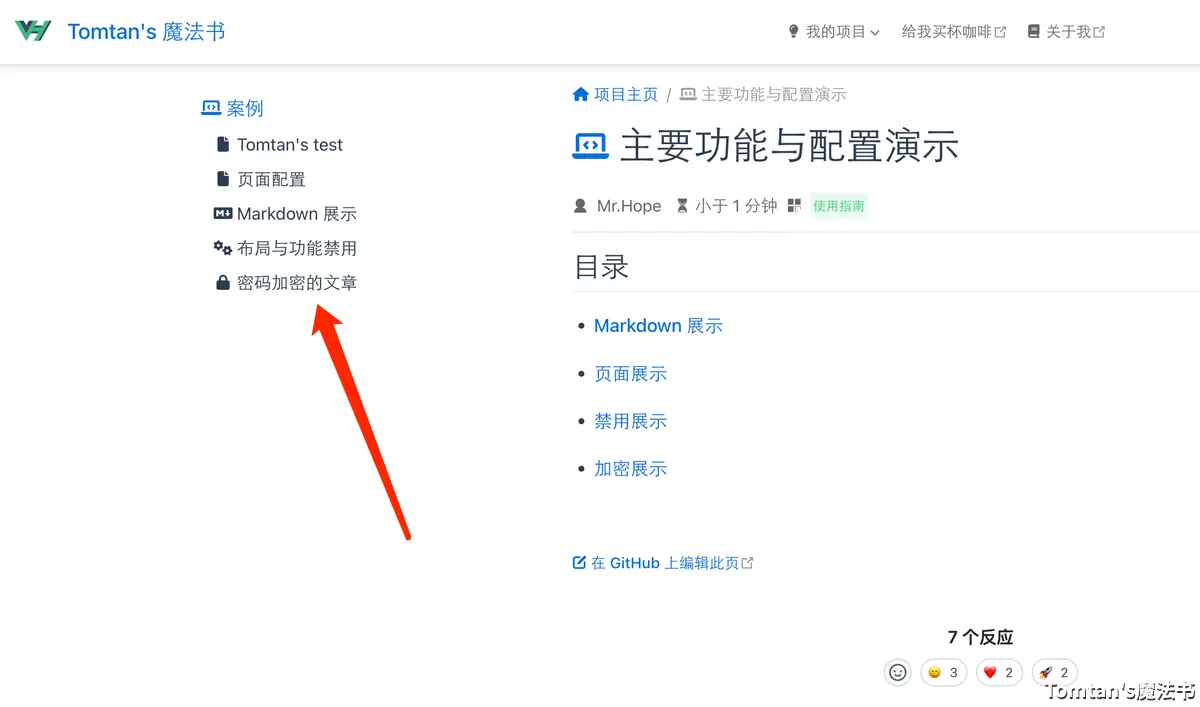 Tomtan's 魔法书 我的项目 给我买杯咖啡 关于我
案例
Tomtan's test
页面配置
Markdown 展示
布局与功能禁用
密码加密的文章
项目主页 / 主要功能与配置演示
主要功能与配置演示
Mr.Hope 小于 1 分钟 使用指南
目录
Markdown 展示
页面展示
禁用展示
加密展示
在 GitHub 上编辑此页
7 个反应
3 2 2
Tomtan's魔法书